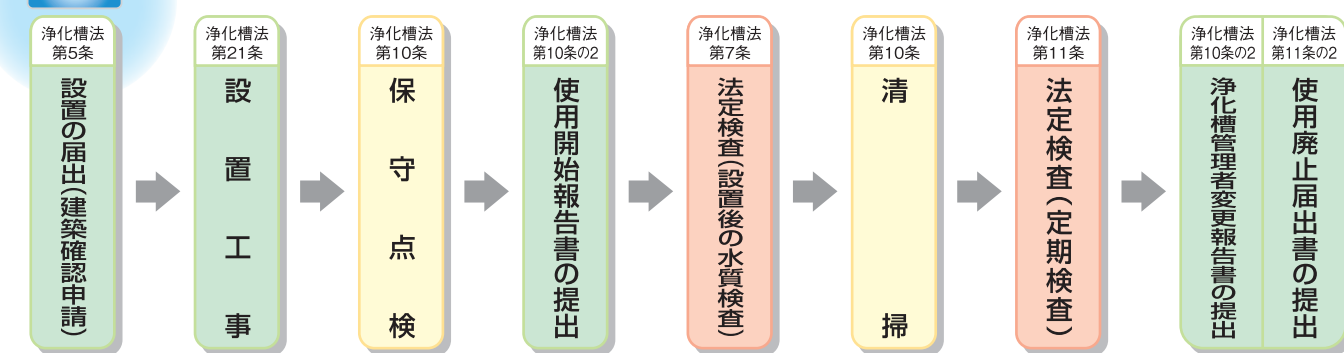 浄化槽法
第5条
設置の届出(建築確認申請)
浄化槽法
第21条
設置工事
浄化槽法
第10条
保守点検
浄化槽法
第10条の2
使用開始報告書の提出
浄化槽法
第7条
法定検査(設置後の水質検査)
浄化槽法
第10条
清掃
浄化槽法
第11条
法定検査(定期検査)
浄化槽法
第10条の2
浄化槽管理者変更報告書の提出
浄化槽法
第11条の2
使用廃止届出書の提出